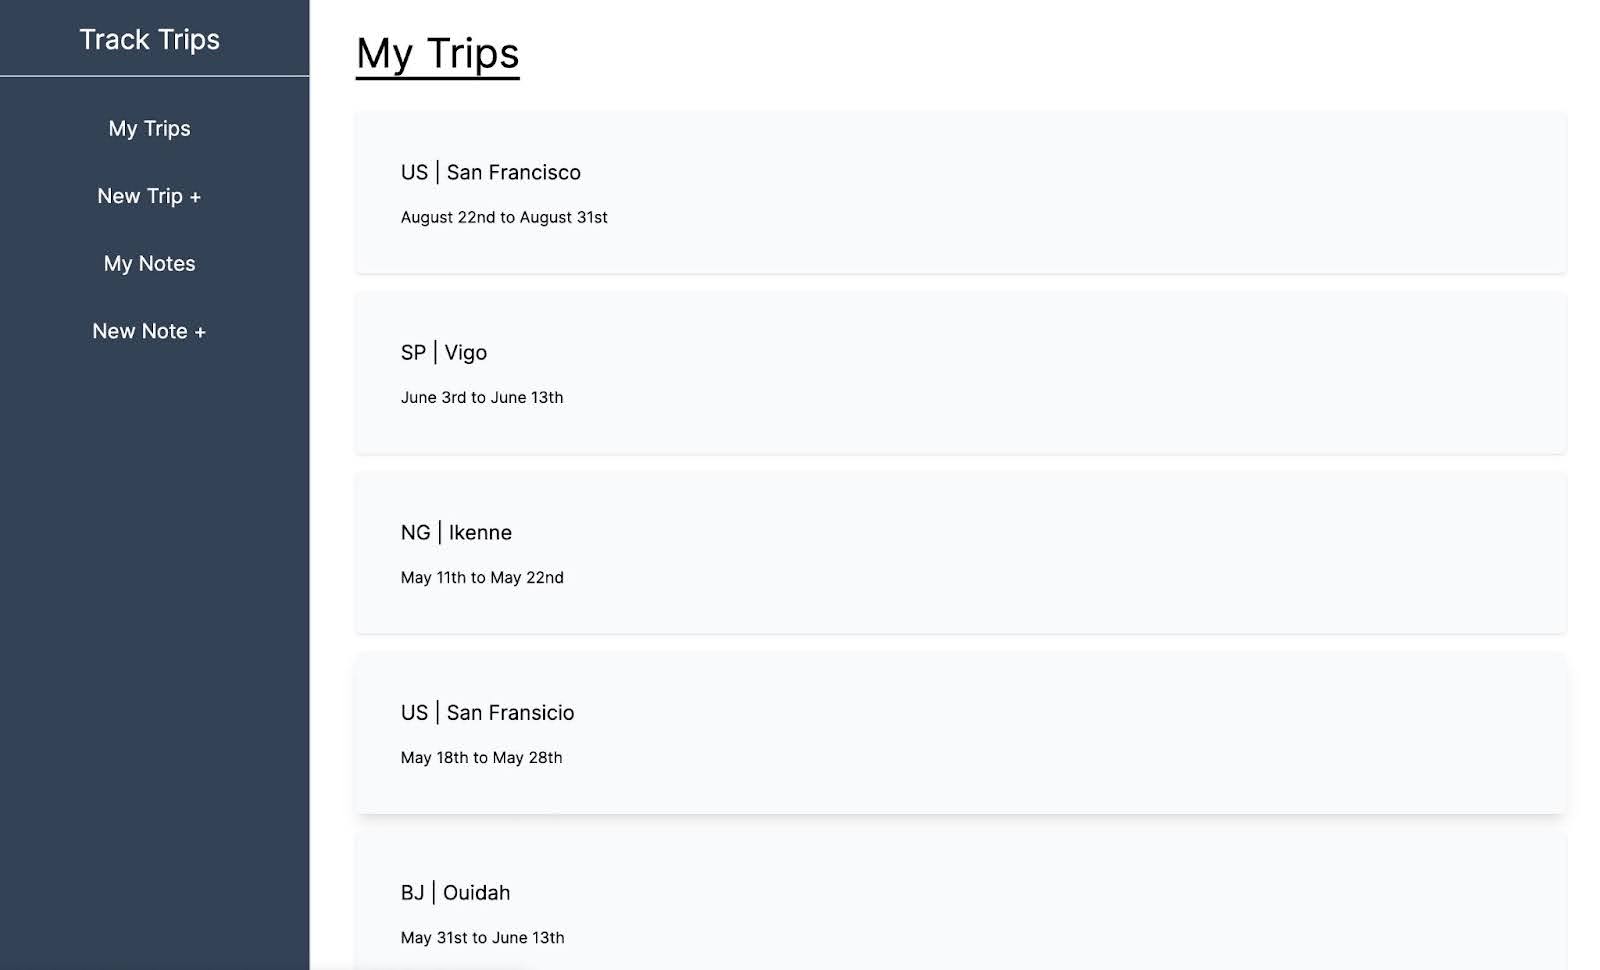 Track Trips
My Trips
New Trip +
My Notes
New Note +
My Trips
US | San Francisco
August 22nd to August 31st
SP | Vigo
June 3rd to June 13th
NG | Ikenne
May 11th to May 22nd
US | San Fransicio
May 18th to May 28th
BJ | Ouidah
May 31st to June 13th